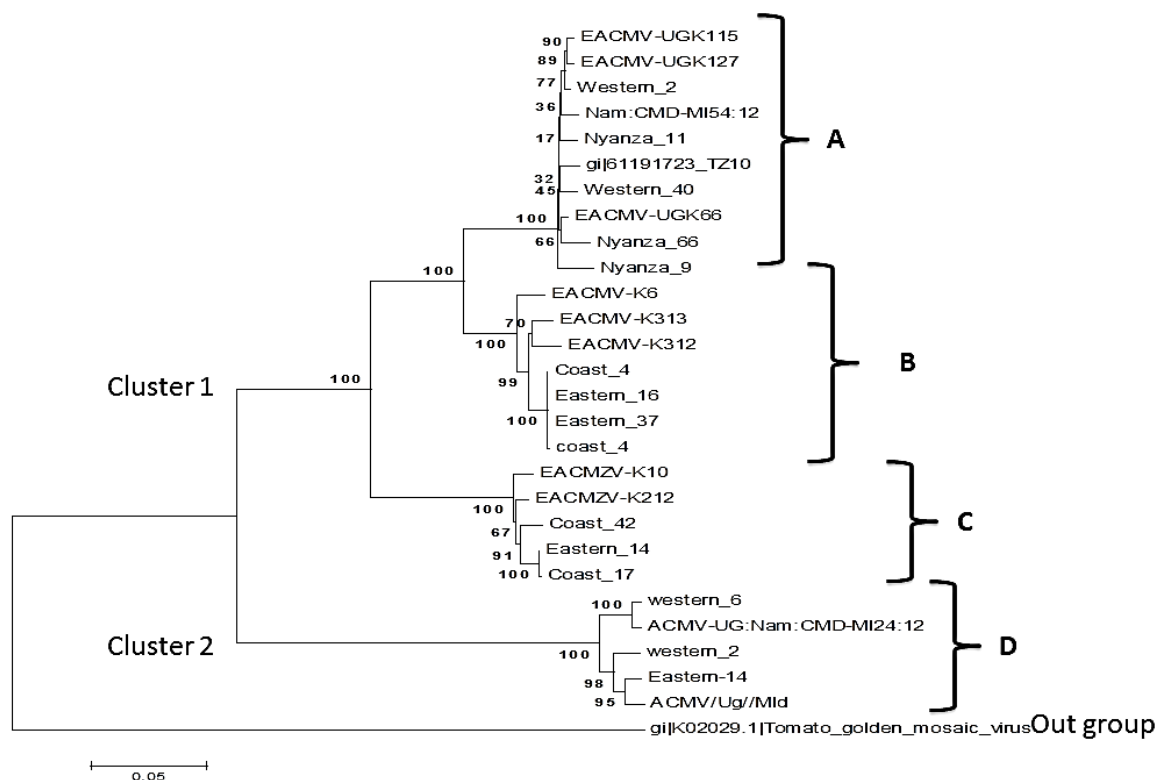 90
EACMV-UGK115
89
EACMV-UGK127
77
Western_2
36
Nam:CMD-MI54:12
17
Nyanza_11
A
gi|61191723_TZ10
32
45
Western_40
100
EACMV-UGK66
66
Nyanza_66
Nyanza_9
100
EACMV-K6
70
EACMV-K313
100
EACMV-K312
B
Coast_4
99
Cluster 1
100
Eastern_16
100
Eastern_37
coast_4
EACMZV-K10
100
EACMZV-K212
67
Coast_42
C
91
Eastern_14
100
Coast_17
100
western_6
ACMV-UG:Nam:CMD-MI24:12
Cluster 2
100
western_2
D
98
Eastern-14
95
ACMV/Ug//Mld
gi|K02029.1|Tomato_golden_mosaic_virus
Out group
0.05